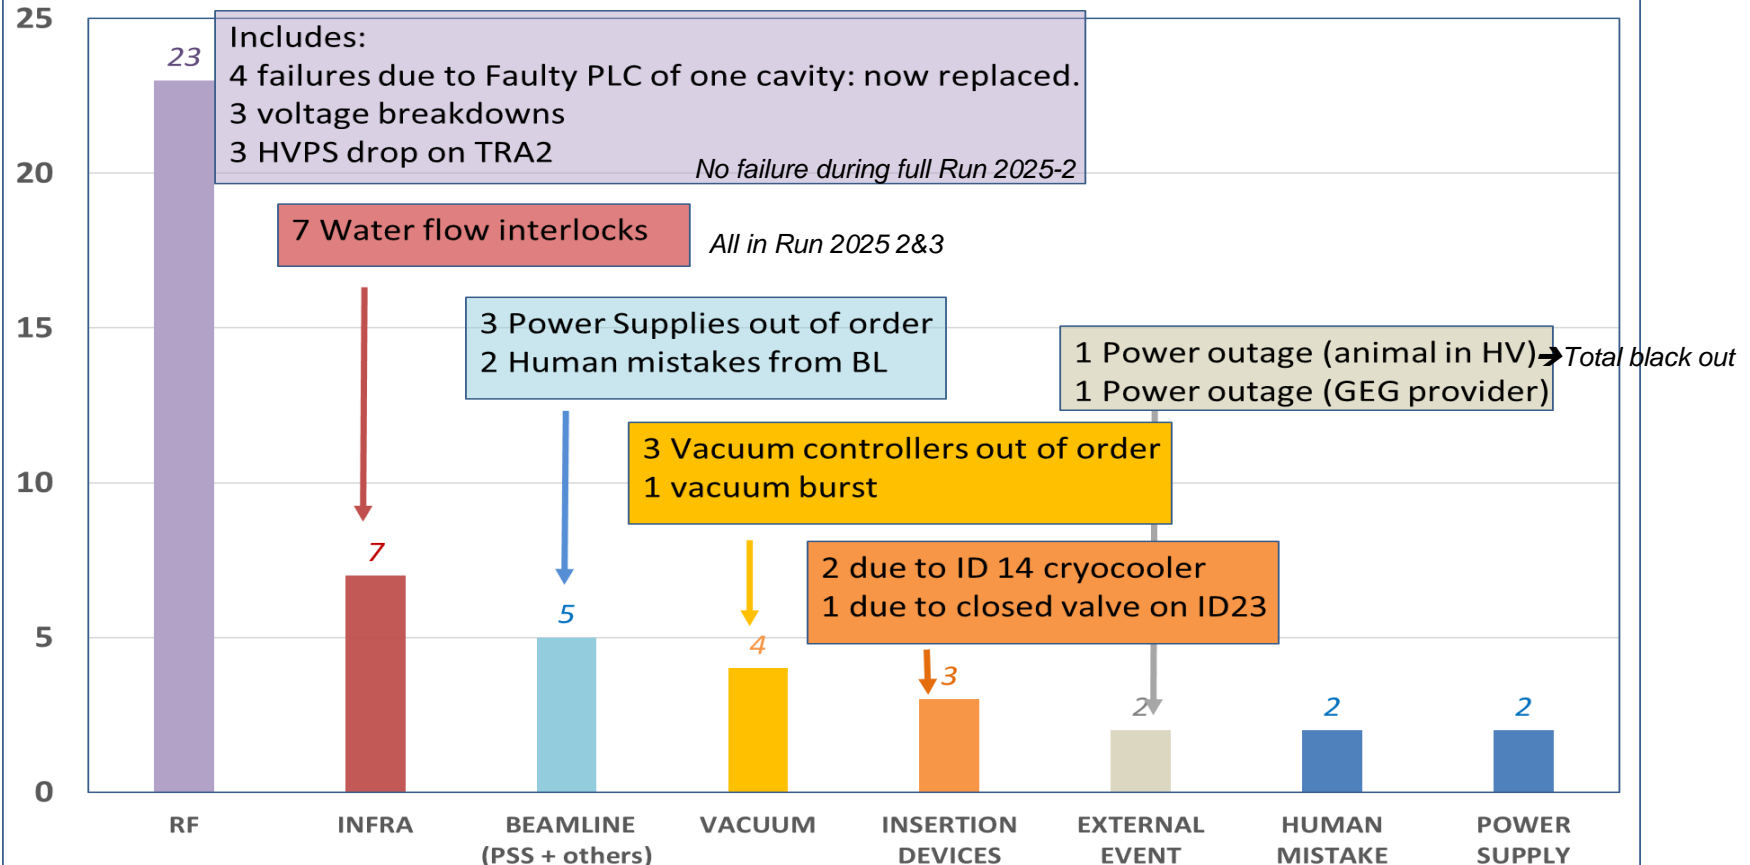 25
20
15
10
5
0
23
Includes:
4 failures due to Faulty PLC of one cavity: now replaced.
3 voltage breakdowns
3 HVPS drop on TRA2
No failure during full Run 2025-2
7 Water flow interlocks
All in Run 2025 2&3
3 Power Supplies out of order
2 Human mistakes from BL
1 Power outage (animal in HV)➔Total black out
1 Power outage (GEG provider)
3 Vacuum controllers out of order
1 vacuum burst
2 due to ID 14 cryocooler
1 due to closed valve on ID23
7
5
4
3
2
2
2
RF
INFRA
BEAMLINE
(PSS + others)
VACUUM
INSERTION
DEVICES
EXTERNAL
EVENT
HUMAN
MISTAKE
POWER
SUPPLY